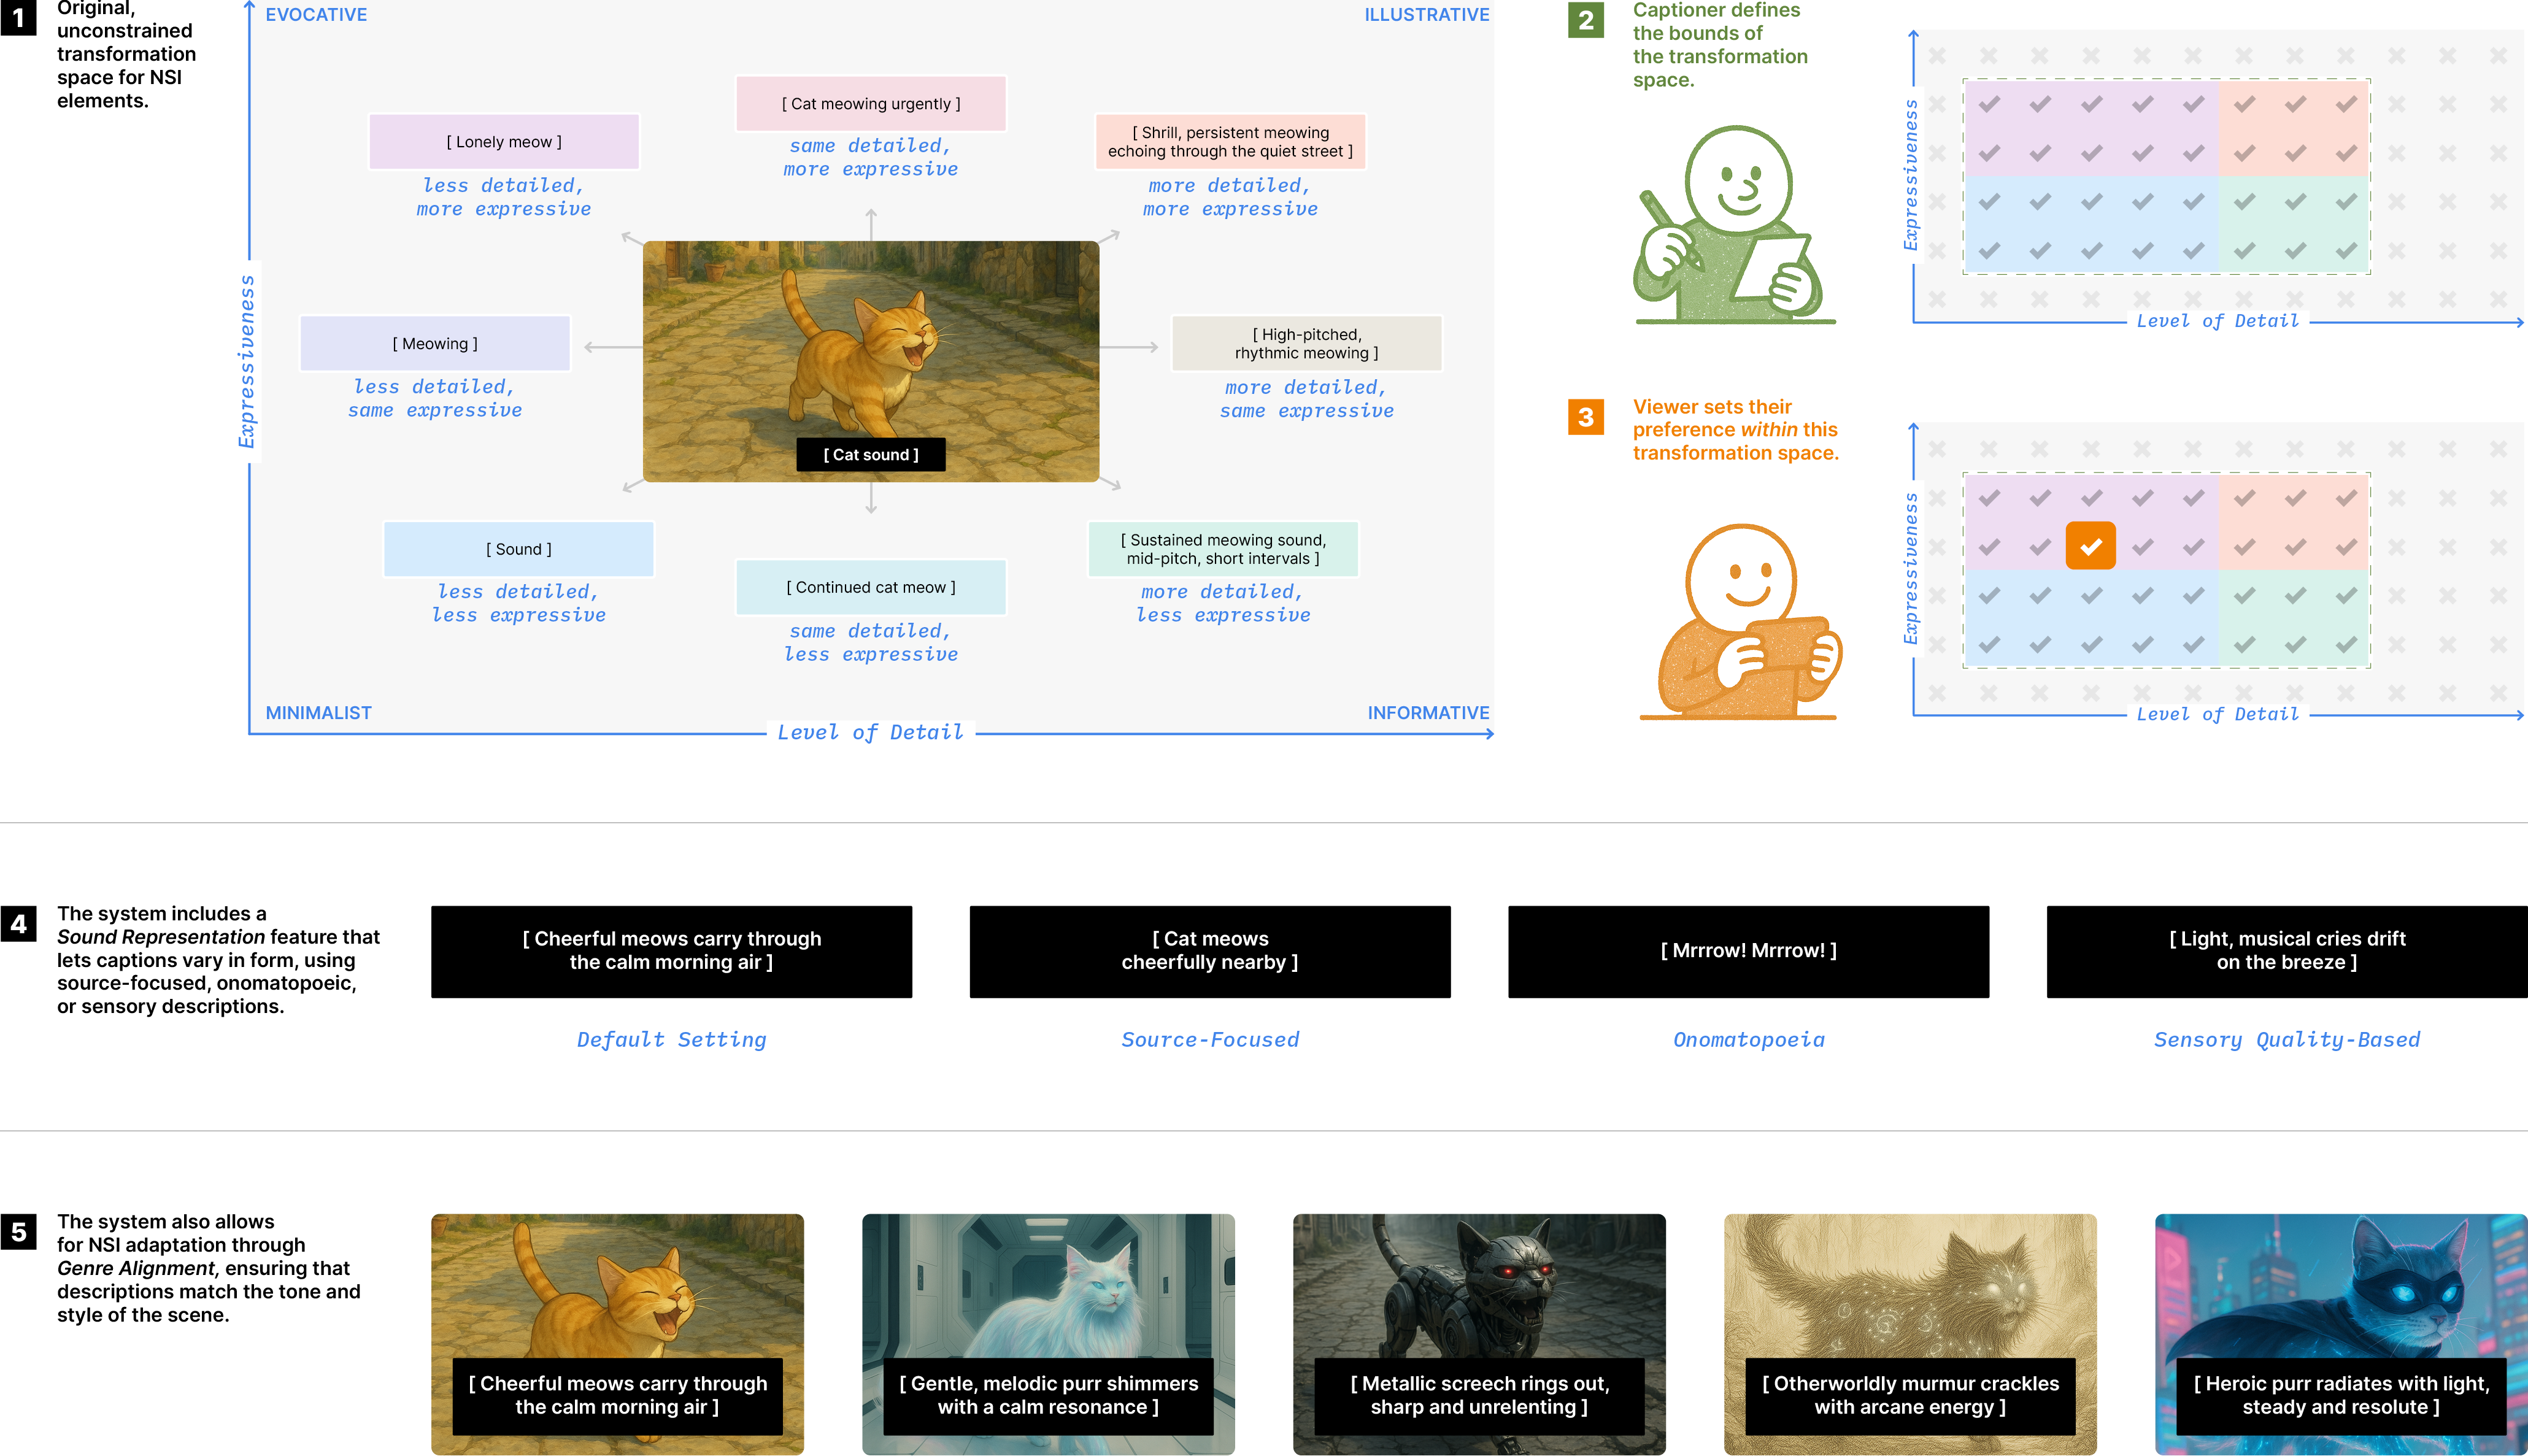 1
Original,
unconstrained
transformation
space for NSI
elements.
EVOCATIVE
ILLUSTRATIVE
[ Cat meowing urgently ]
same detailed,
more expressive
[ Lonely meow ]
less detailed,
more expressive
[ Shrill, persistent meowing
echoing through the quiet street ]
more detailed,
more expressive
Expressiveness
[ Meowing ]
less detailed,
same expressive
[ Cat sound ]
[ High-pitched,
rhythmic meowing ]
more detailed,
same expressive
[ Sound ]
less detailed,
less expressive
[ Continued cat meow ]
same detailed,
less expressive
[ Sustained meowing sound,
mid-pitch, short intervals ]
more detailed,
less expressive
MINIMALIST
INFORMATIVE
Level of Detail
2
Captioner defines
the bounds of
the transformation
space.
Expressiveness
Level of Detail
3
Viewer sets their
preference within this
transformation space.
Expressiveness
Level of Detail
4
The system includes a
Sound Representation feature that
lets captions vary in form, using
source-focused, onomatopoeic,
or sensory descriptions.
[ Cheerful meows carry through
the calm morning air ]
Default Setting
[ Cat meows
cheerfully nearby ]
Source-Focused
[ Mrrrow! Mrrrow! ]
Onomatopoeia
[ Light, musical cries drift
on the breeze ]
Sensory Quality-Based
5
The system also allows
for NSI adaptation through
Genre Alignment, ensuring that
descriptions match the tone and
style of the scene.
[ Cheerful meows carry through
the calm morning air ]
[ Gentle, melodic purr shimmers
with a calm resonance ]
[ Metallic screech rings out,
sharp and unrelenting ]
[ Otherworldly murmur crackles
with arcane energy ]
[ Heroic purr radiates with light,
steady and resolute ]